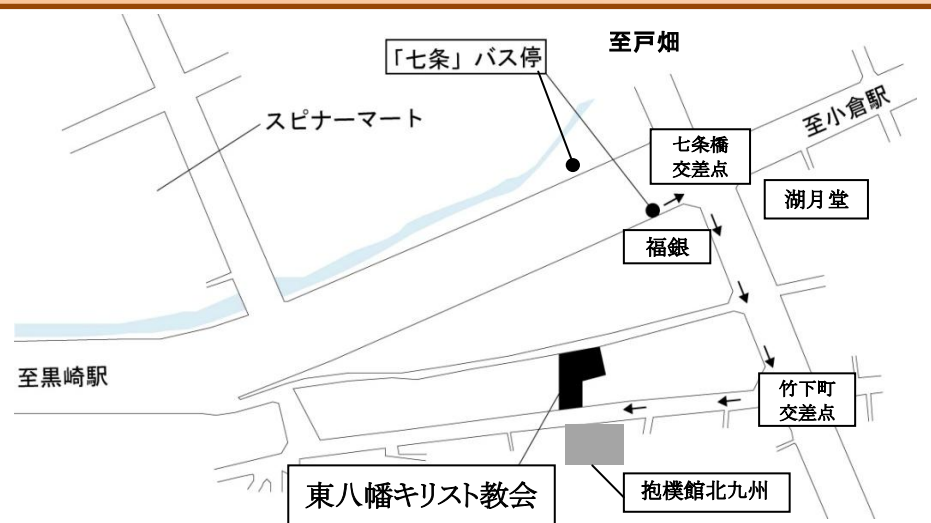 至戸畑
「七条」バス停
スピナーマート
至小倉駅
七条橋
交差点
湖月堂
福銀
至黒崎駅
竹下町
交差点
東八幡キリスト教会
抱樸館北九州